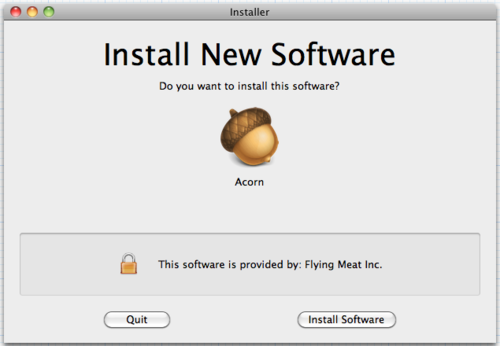 Installer
Install New Software
Do you want to install this software?
Acorn
This software is provided by: Flying Meat Inc.
Quit
Install Software